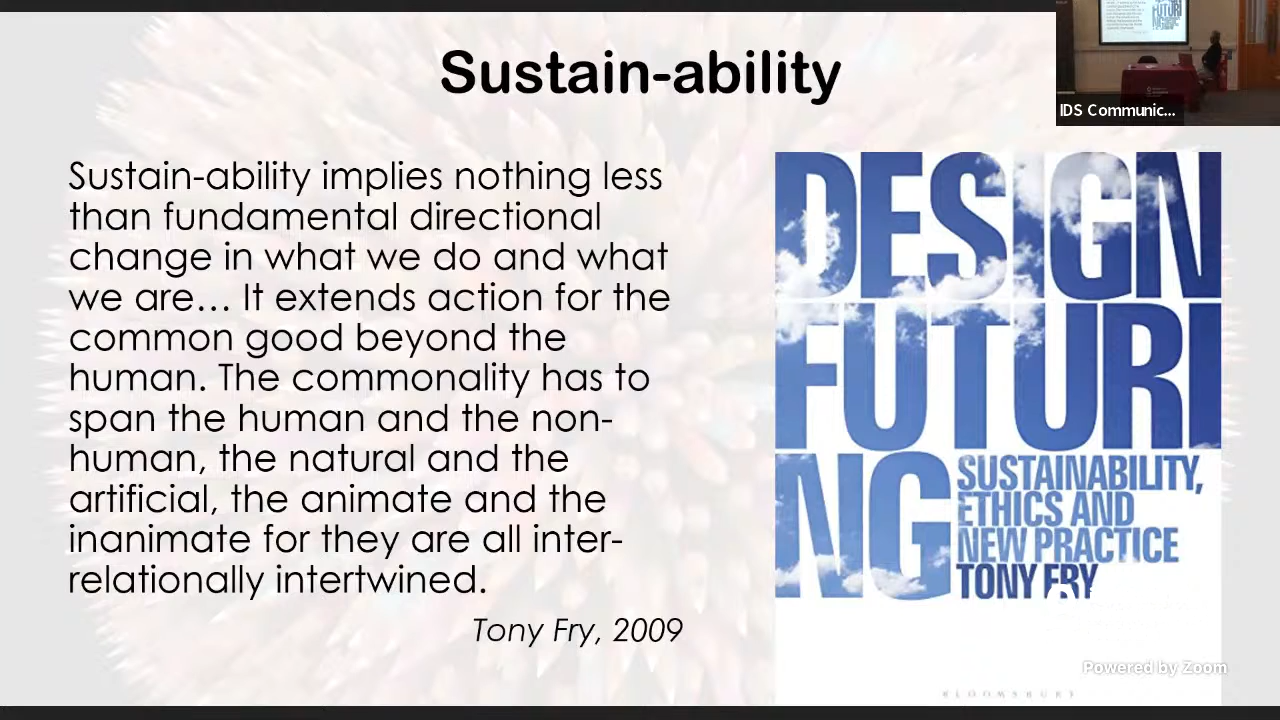 Sustain-ability
IDS Communic...
Sustain-ability implies nothing less
than fundamental directional
change in what we do and what
we are... It extends action for the
common good beyond the
human. The commonality has to
span the human and the non-
human, the natural and the
artificial, the animate and the
inanimate for they are all inter-
relationally intertwined.
Tony Fry, 2009
DESIGN
FUTURI
NG
SUSTAINABILITY,
ETHICS AND
NEW PRACTICE
TONY FRY
Powered by Zoom
BLOOMSBURY